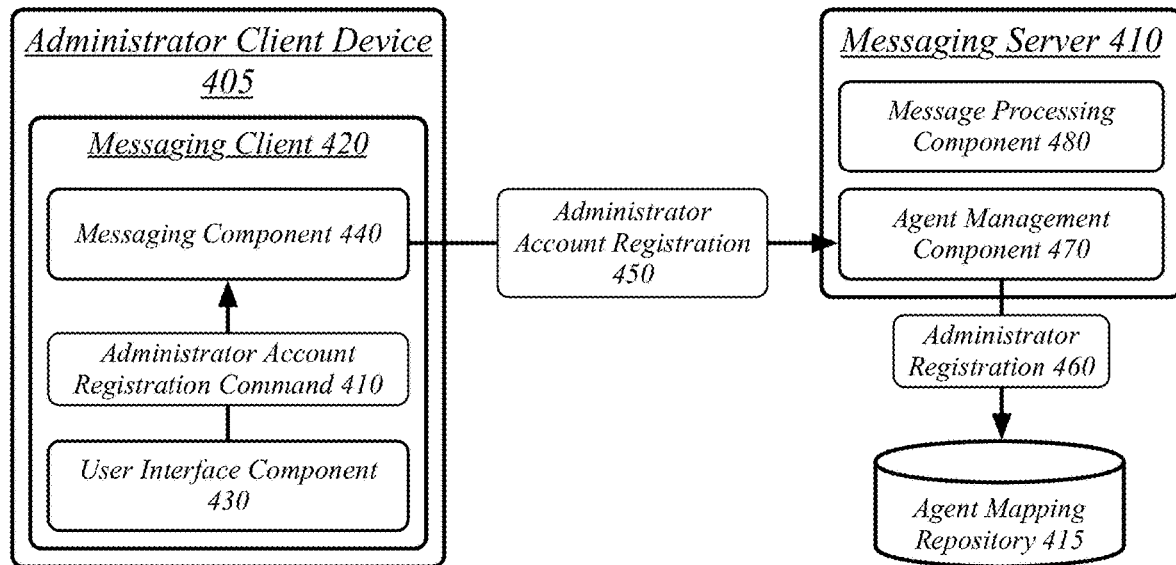 Administrator Client Device
405
Messaging Client 420
Messaging Component 440
Administrator Account
Registration Command 410
User Interface Component
430
Administrator
Account Registration
450
Messaging Server 410
Message Processing
Component 480
Agent Management
Component 470
Administrator
Registration 460
Agent Mapping
Repository 415